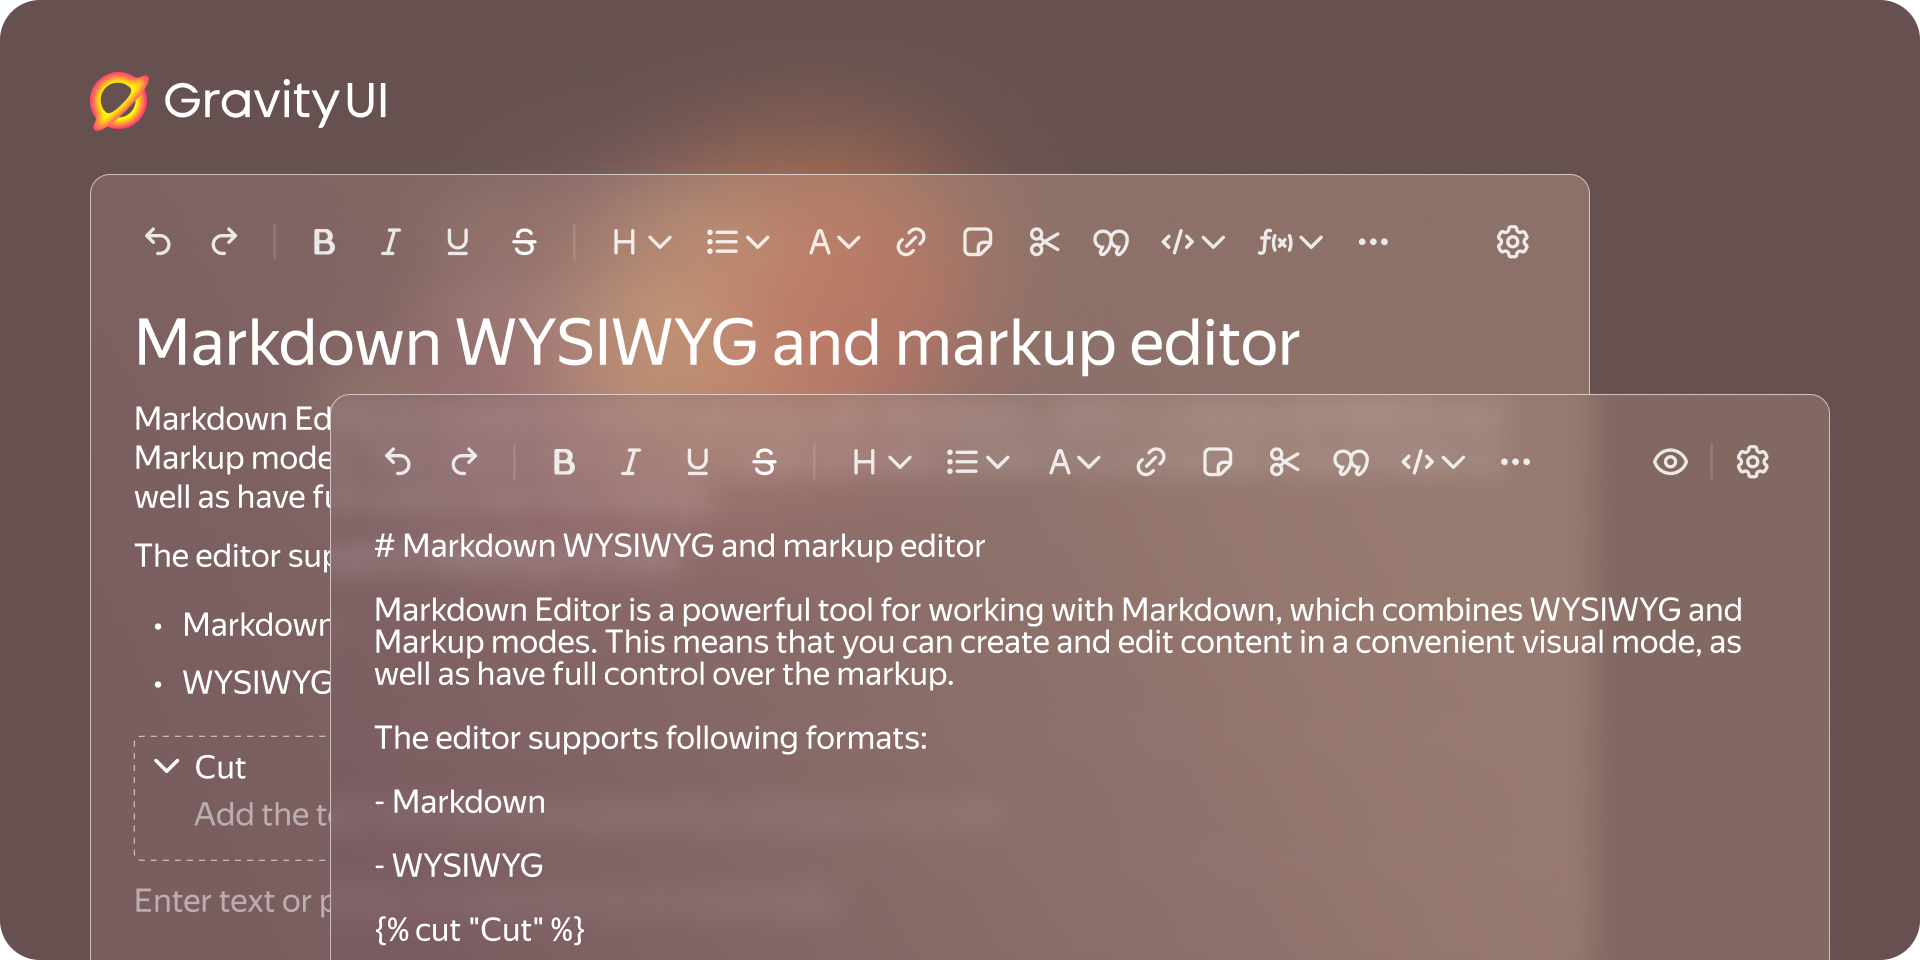 Gravity UI
B I U S H A </> f(x)
Markdown WYSIWYG and markup editor
Markdown Ed
Markup mode
well as have fu
The editor sup
• Markdown
• WYSIWYG
Cut
Add the te
Enter text or p
B I U S H A </>
# Markdown WYSIWYG and markup editor
Markdown Editor is a powerful tool for working with Markdown, which combines WYSIWYG and
Markup modes. This means that you can create and edit content in a convenient visual mode, as
well as have full control over the markup.
The editor supports following formats:
- Markdown
- WYSIWYG
{% cut "Cut" %}